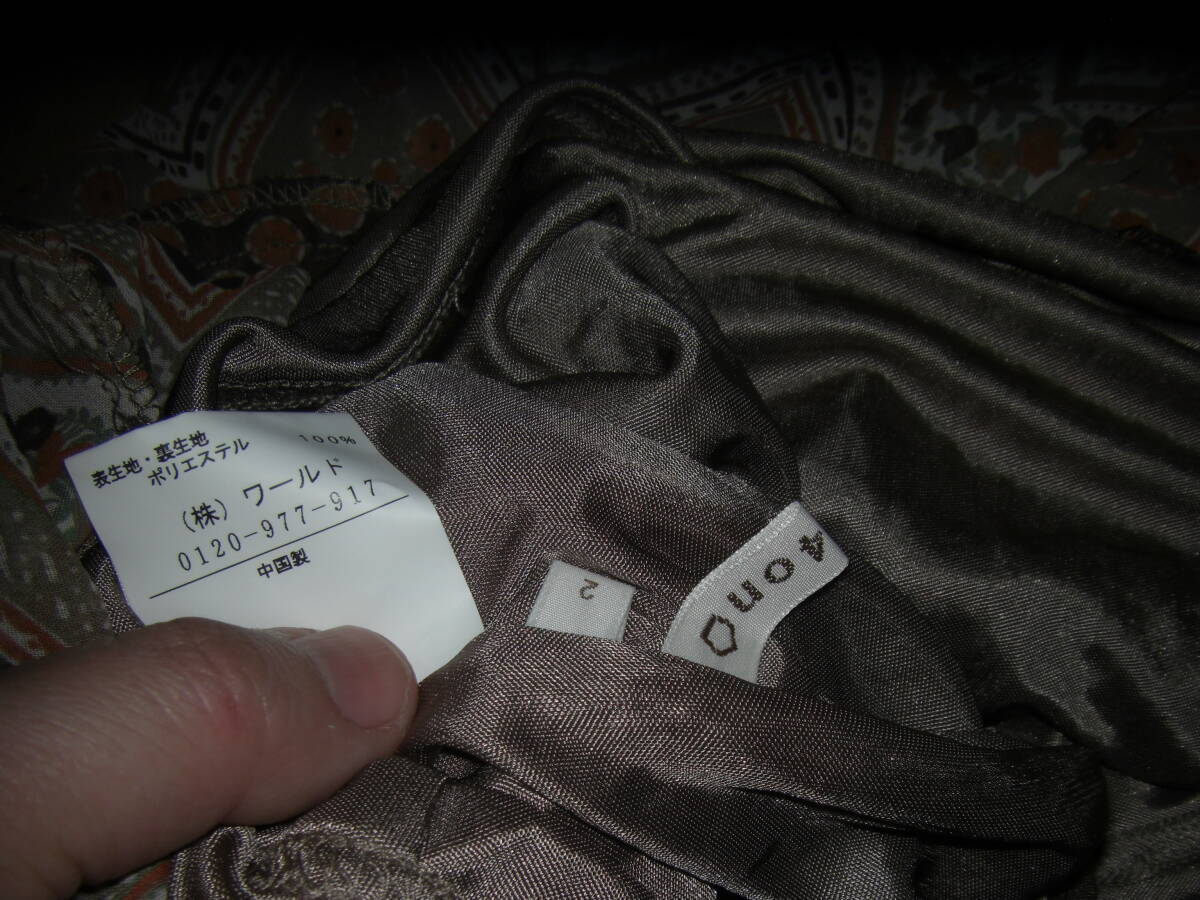 表生地・裏生地
ポリエステル 100%
(株) ワールド
0120-977-917
中国製
2